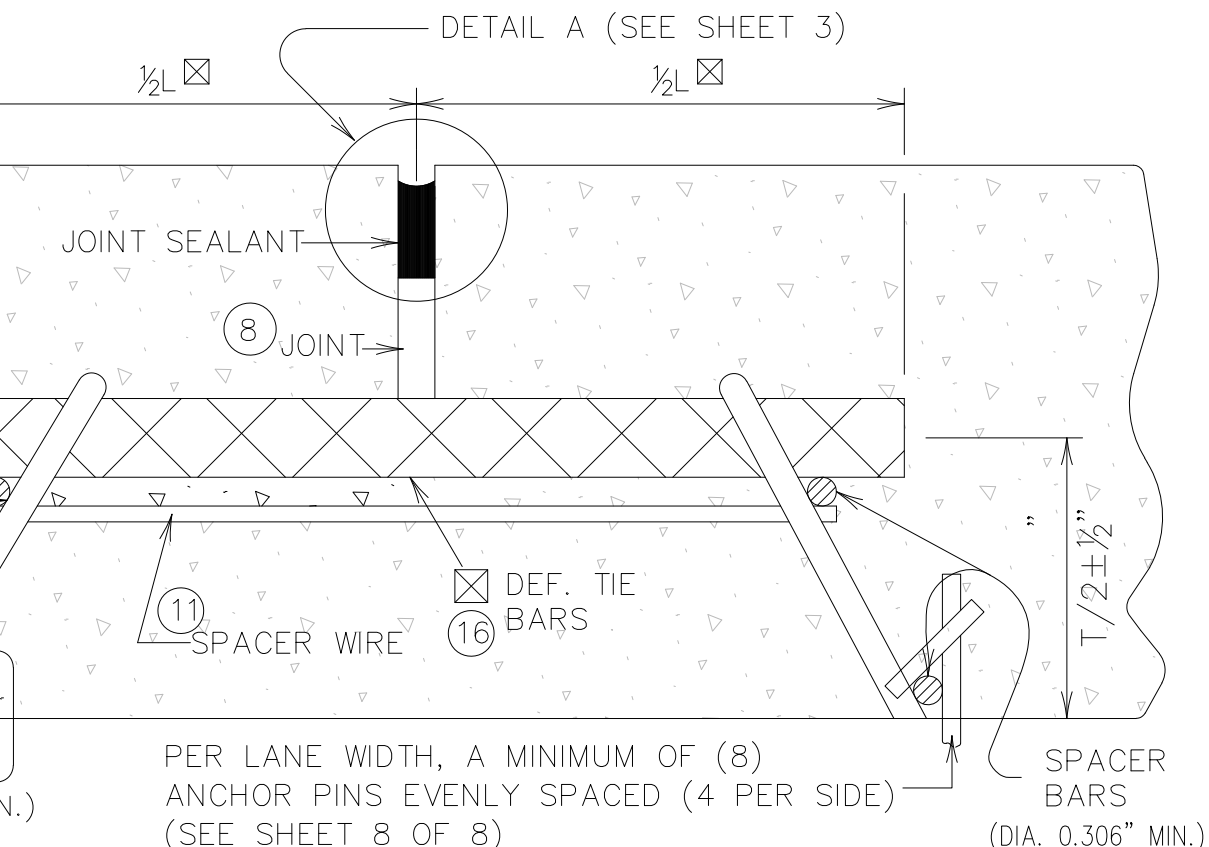 DETAIL A (SEE SHEET 3)
½L
½L
JOINT SEALANT
8 JOINT
11
SPACER WIRE
DEF. TIE
16 BARS
”
T/2±½”
PER LANE WIDTH, A MINIMUM OF (8)
ANCHOR PINS EVENLY SPACED (4 PER SIDE)
(SEE SHEET 8 OF 8)
SPACER
BARS
(DIA. 0.306” MIN.)
N.)